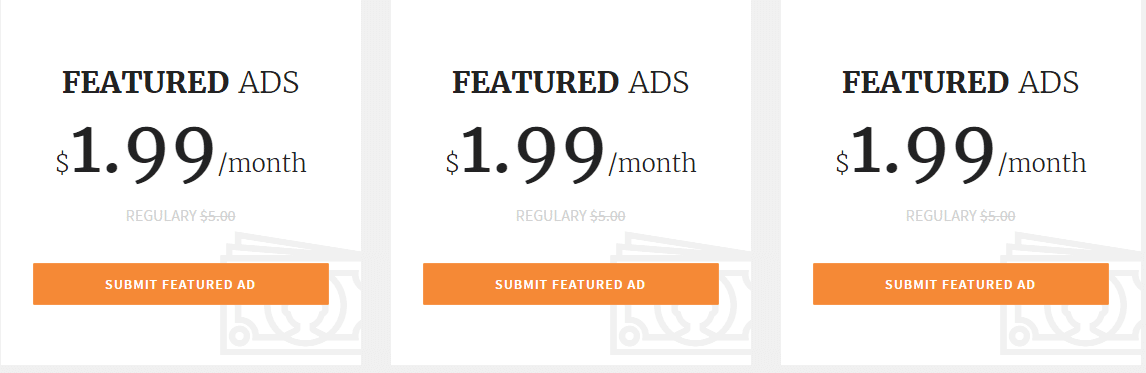 FEATURED ADS
$1.99/month
REGULARY $5.00
SUBMIT FEATURED AD
FEATURED ADS
$1.99/month
REGULARY $5.00
SUBMIT FEATURED AD
FEATURED ADS
$1.99/month
REGULARY $5.00
SUBMIT FEATURED AD